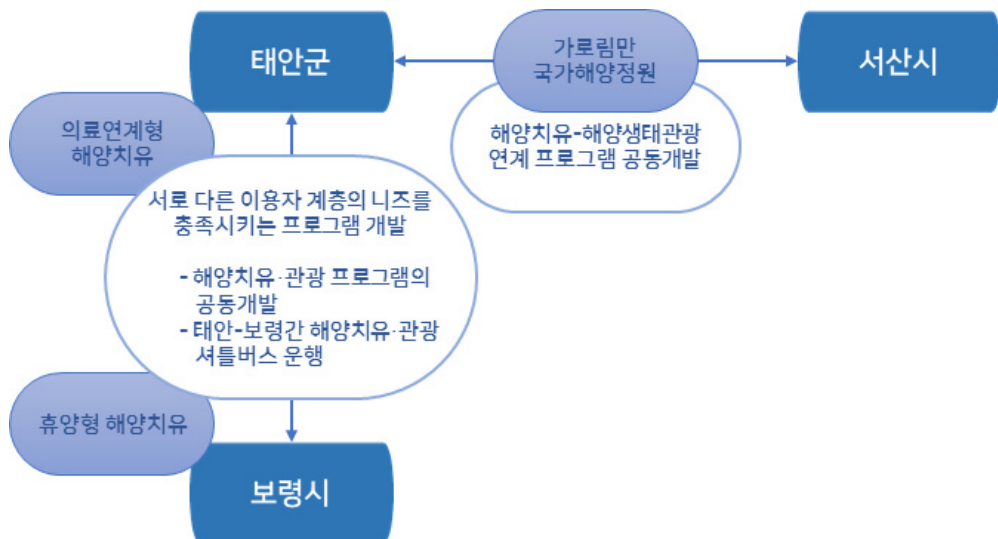 태안군
가로림만
국가해양정원
서산시
의료연계형
해양치유
해양치유-해양생태관광
연계 프로그램 공동개발
서로 다른 이용자 계층의 니즈를
충족시키는 프로그램 개발
- 해양치유·관광 프로그램의
공동개발
- 태안-보령간 해양치유·관광
셔틀버스 운행
휴양형 해양치유
보령시